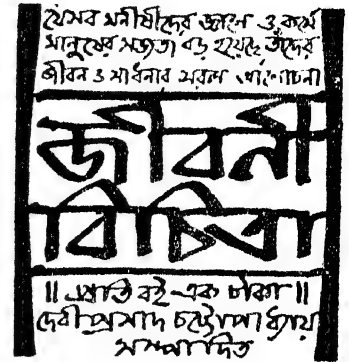 যেসব মনীষীদের জ্ঞানে ও কর্মে
মানুষের সভ্যতা বড় হয়েছে তাঁদের
জীবন ও সাধনার সরল আলোচনা
জীবনী
বিচিত্রা
॥ প্রতি বই এক টাকা ॥
দেবীপ্রসাদ চট্টোপাধ্যায়
সম্পাদিত